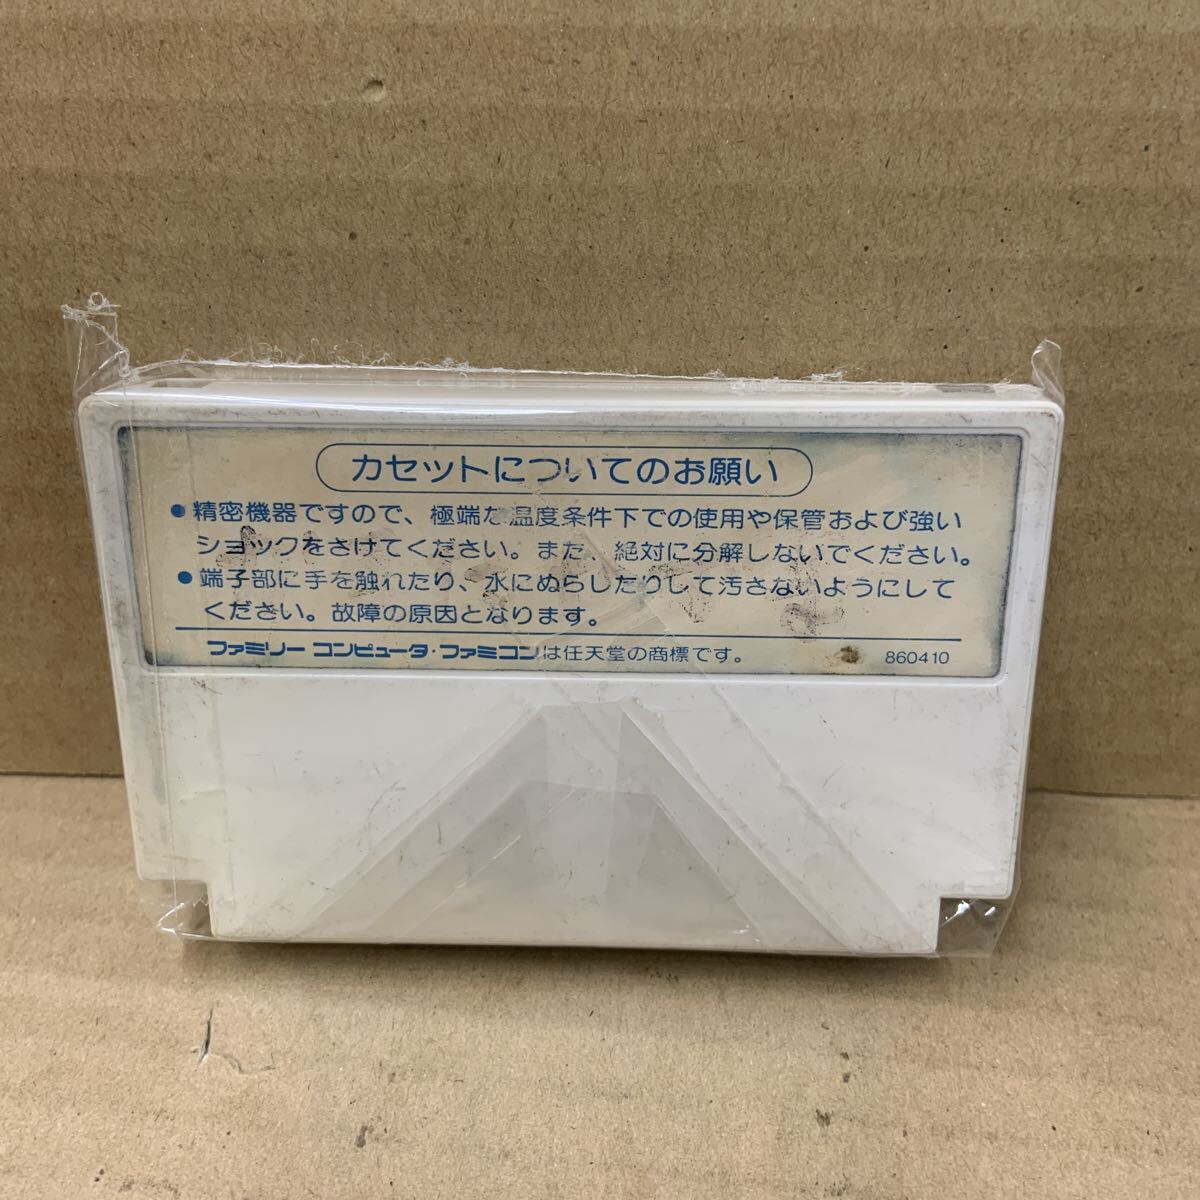 カセットについてのお願い
●精密機器ですので、極端な温度条件下での使用や保管および強い
ショックをさけてください。また、絶対に分解しないでください。
●端子部に手を触れたり、水にぬらしたりして汚さないようにして
ください。故障の原因となります。
ファミリーコンピュータ・ファミコンは任天堂の商標です。 860410